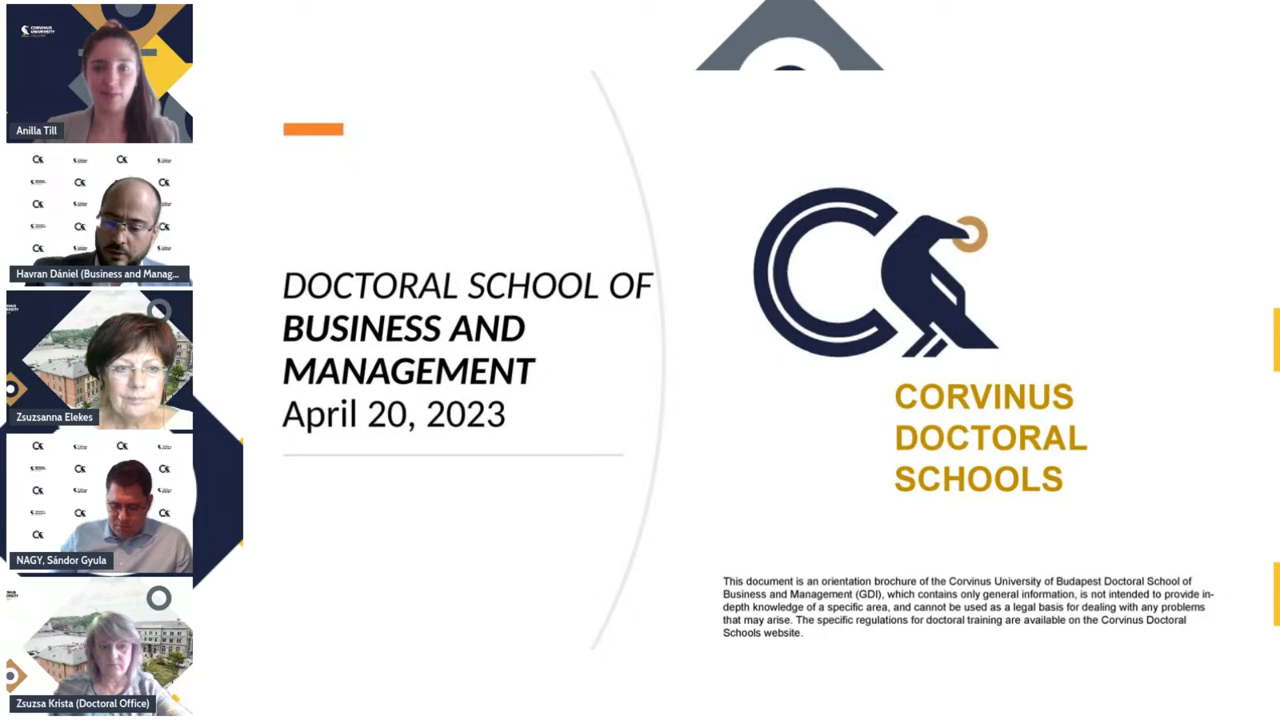 CORVINUS
UNIVERSITY
Anilla Till
Havran Dániel (Business and Manag...
Zsuzsanna Elekes
NAGY, Sándor Gyula
Zsuzsa Krista (Doctoral Office)
DOCTORAL SCHOOL OF
BUSINESS AND
MANAGEMENT
April 20, 2023
CORVINUS
DOCTORAL
SCHOOLS
This document is an orientation brochure of the Corvinus University of Budapest Doctoral School of
Business and Management (GDI), which contains only general information, is not intended to provide in-
depth knowledge of a specific area, and cannot be used as a legal basis for dealing with any problems
that may arise. The specific regulations for doctoral training are available on the Corvinus Doctoral
Schools website.